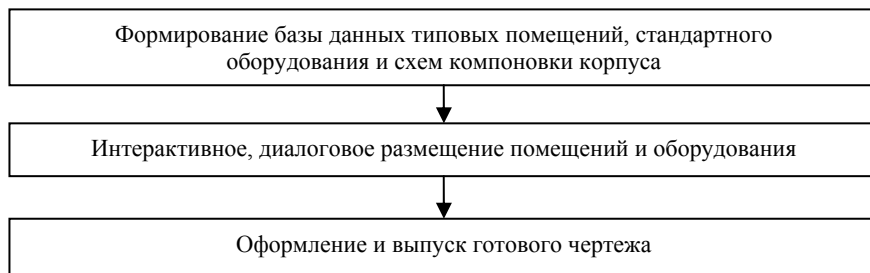 Формирование базы данных типовых помещений, стандартного
оборудования и схем компоновки корпуса
Интерактивное, диалоговое размещение помещений и оборудования
Оформление и выпуск готового чертежа